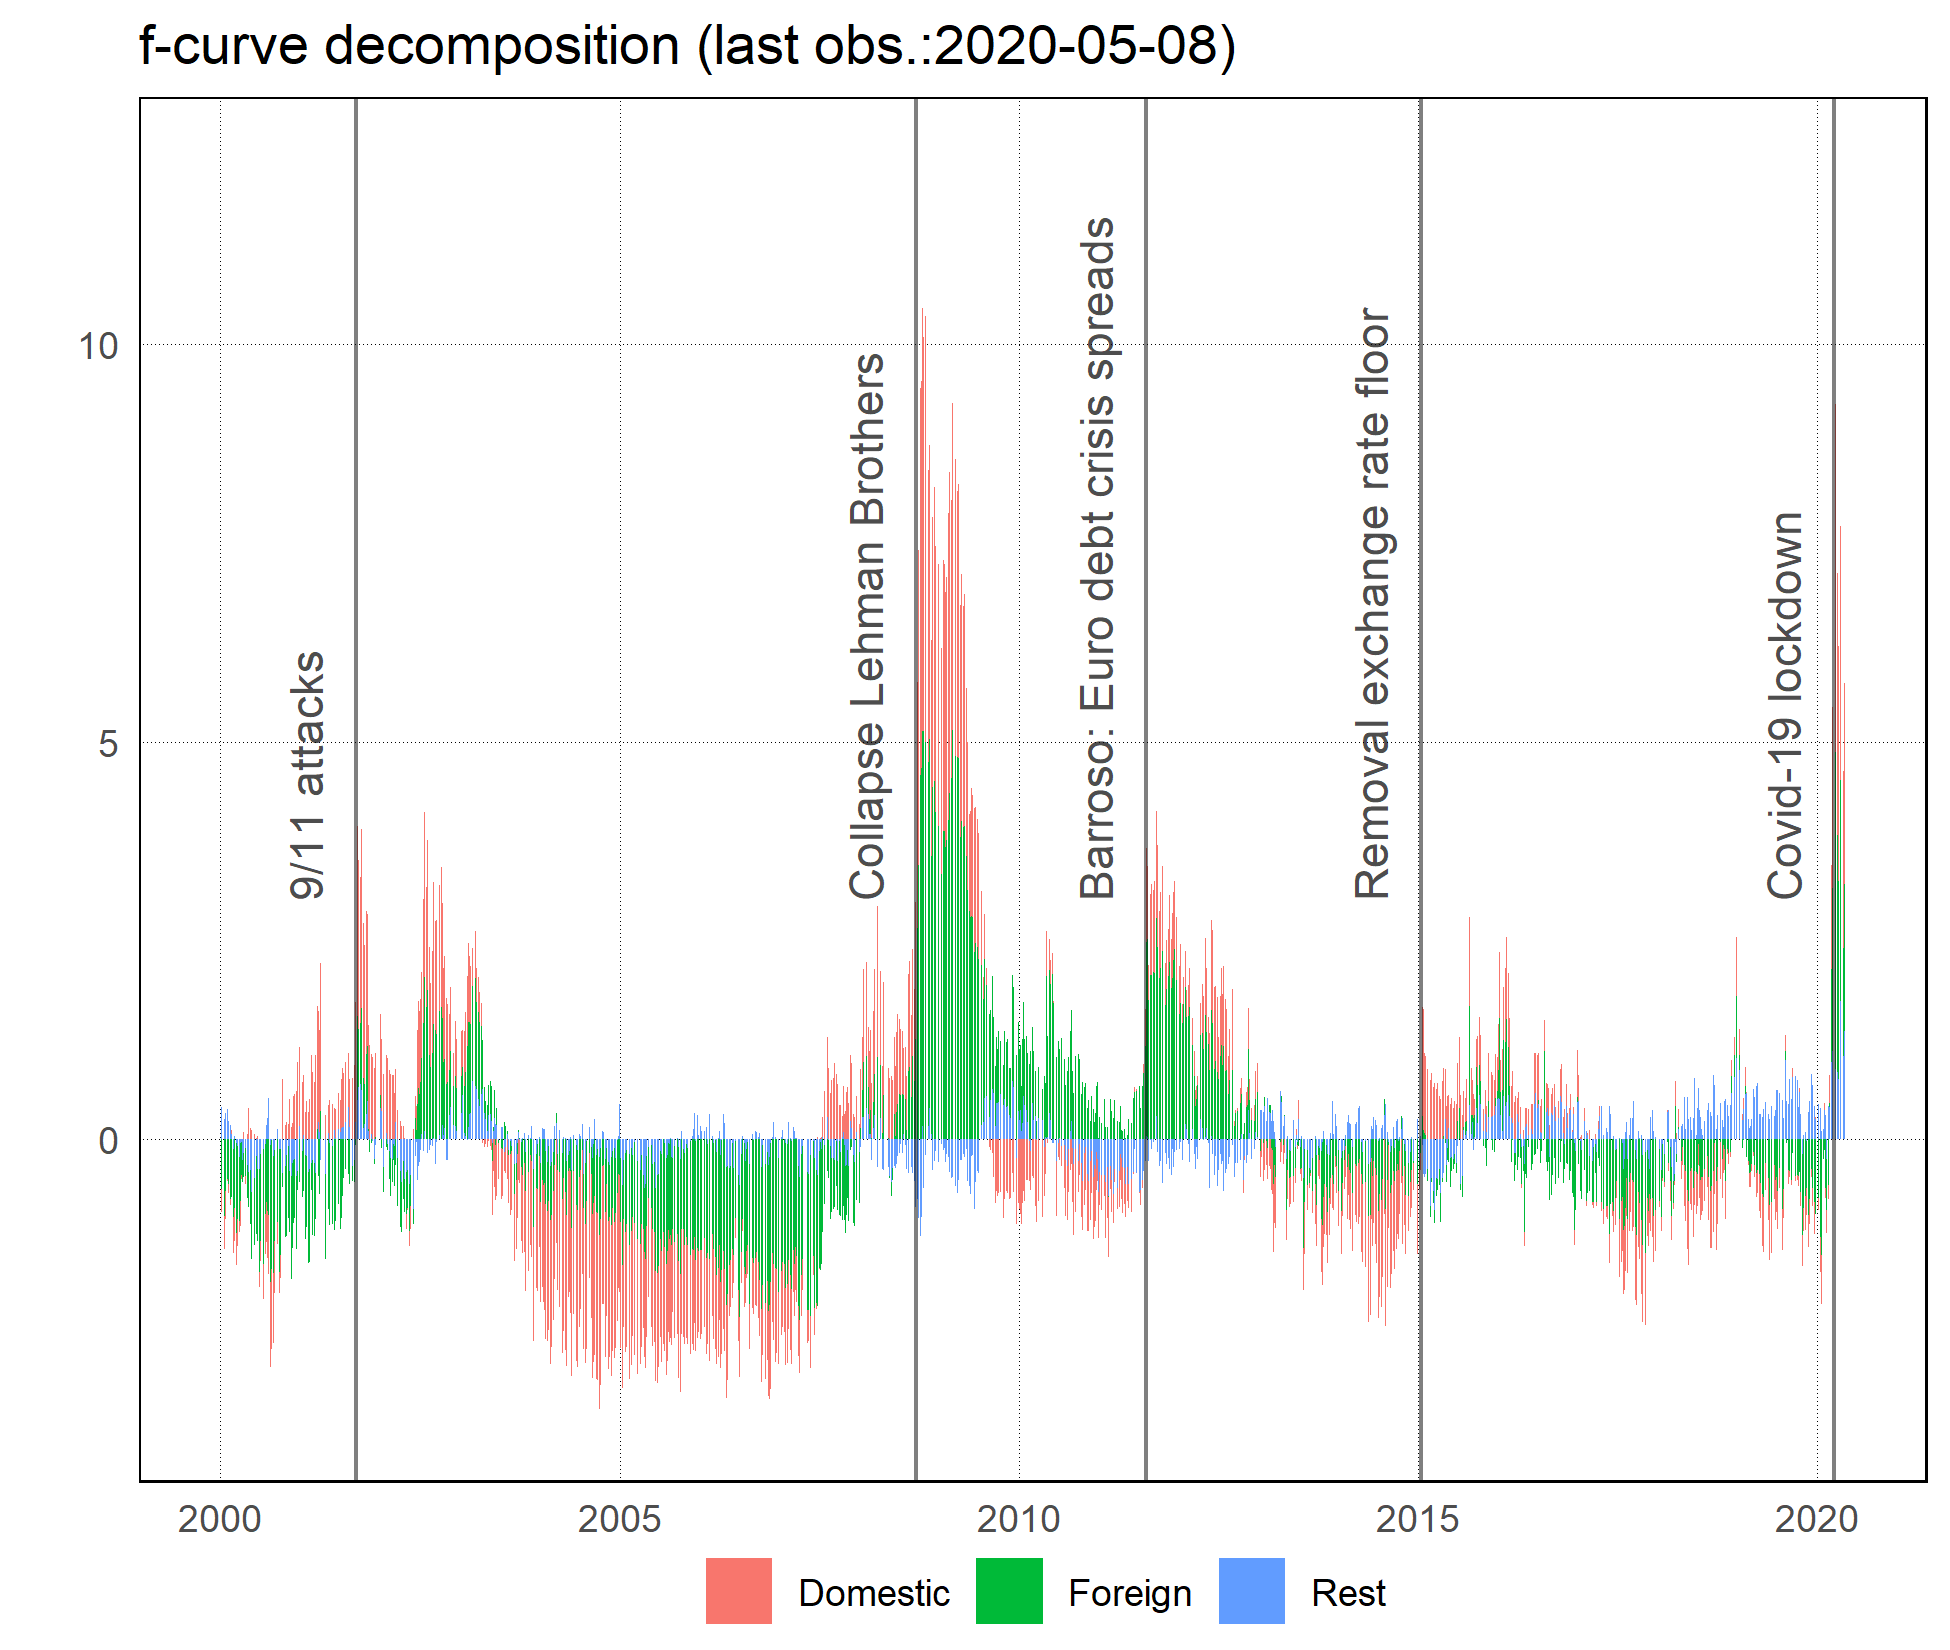 f-curve decomposition (last obs.:2020-05-08)
10
5
0
9/11 attacks
Collapse Lehman Brothers
Barroso: Euro debt crisis spreads
Removal exchange rate floor
Covid-19 lockdown
2000
2005
2010
2015
2020
Domestic
Foreign
Rest